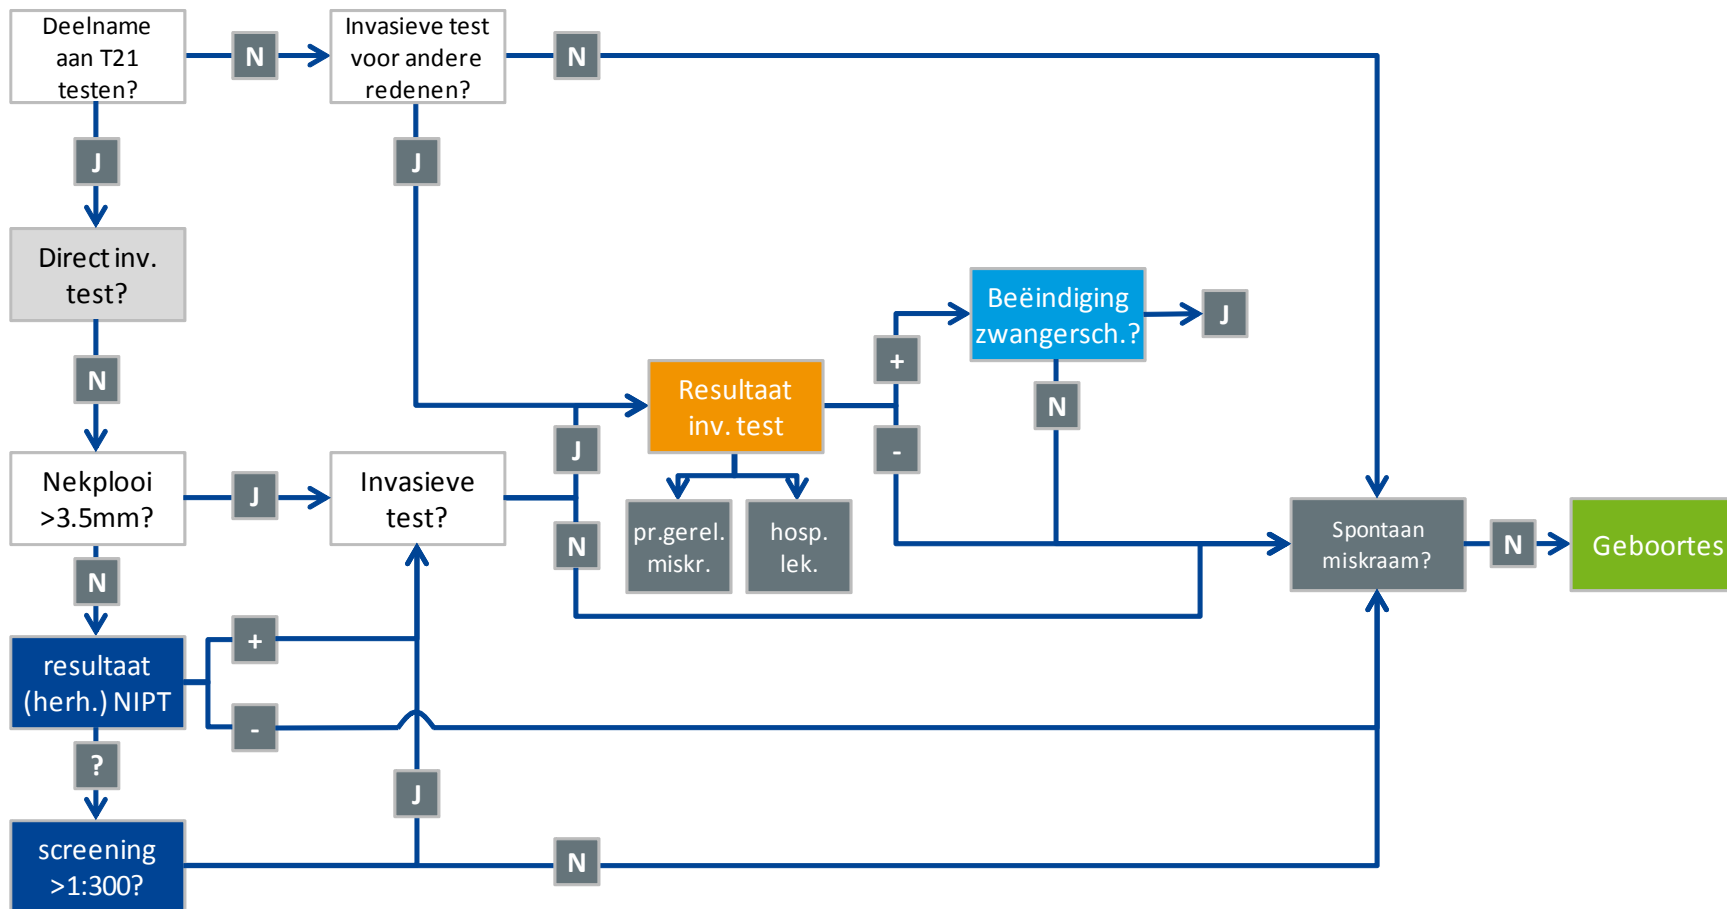 Deelname
aan T21
testen?
N
Invasieve test
voor andere
redenen?
N
J
J
Direct inv.
test?
N
Beëindiging
zwangersch.?
J
+
N
Resultaat
inv. test
-
J
Nekplooi
>3.5mm?
J
Invasieve
test?
N
pr.gerel.
miskr.
hosp.
lek.
Spontaan
miskraam?
N
Geboortes
N
resultaat
(herh.) NIPT
+
-
?
J
screening
>1:300?
N